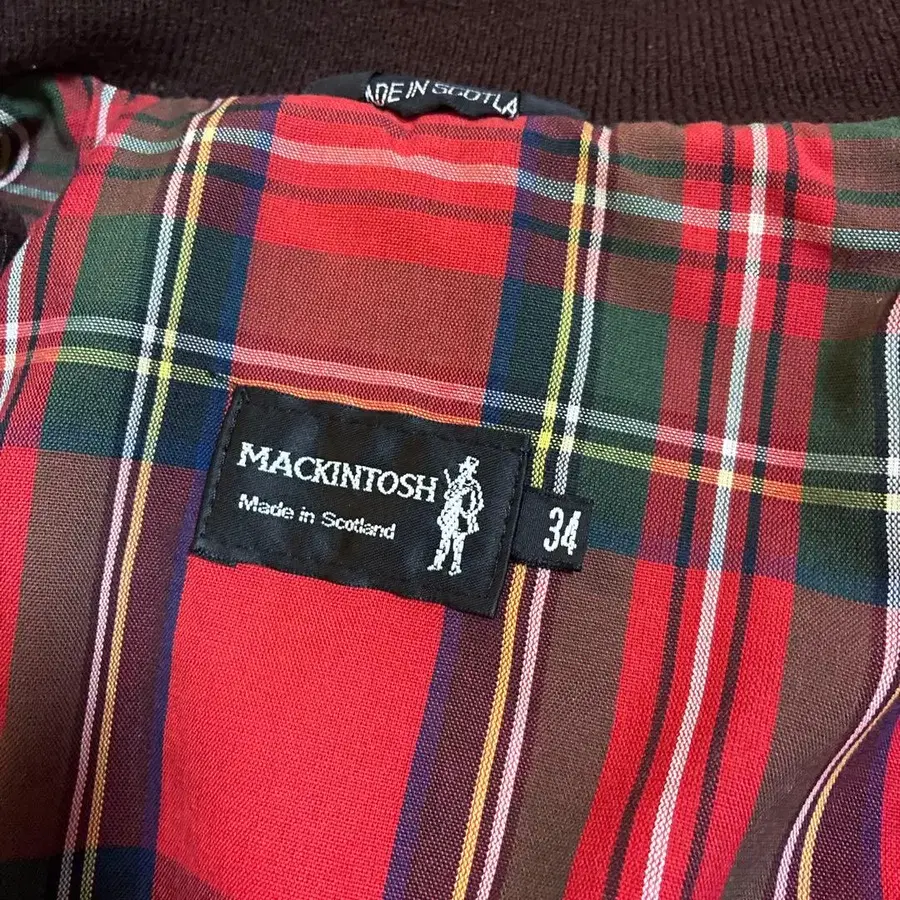 ADE IN SCOTLA
MACKINTOSH
Made in Scotland
34